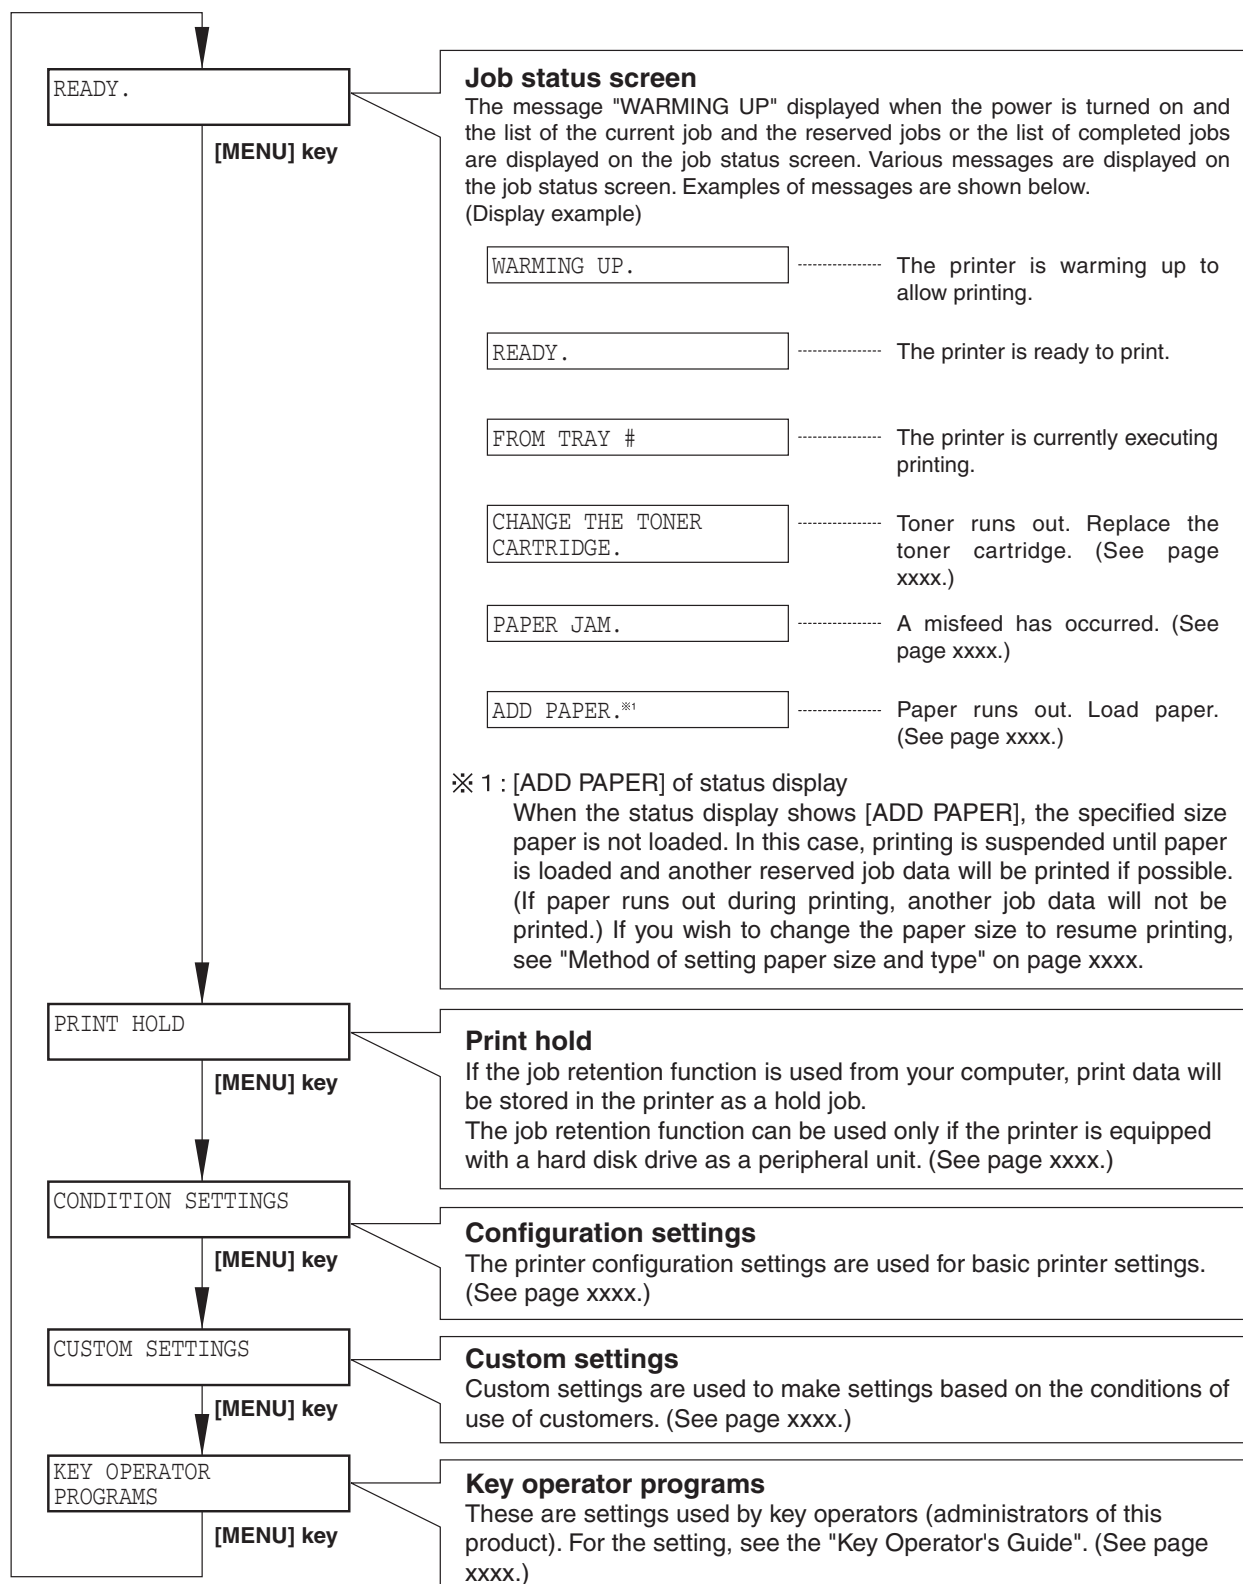 READY.
[MENU] key
Job status screen
The message "WARMING UP" displayed when the power is turned on and
the list of the current job and the reserved jobs or the list of completed jobs
are displayed on the job status screen. Various messages are displayed on
the job status screen. Examples of messages are shown below.
(Display example)
WARMING UP.
The printer is warming up to
allow printing.
READY.
The printer is ready to print.
FROM TRAY #
The printer is currently executing
printing.
CHANGE THE TONER
CARTRIDGE.
Toner runs out. Replace the
toner cartridge. (See page
xxxx.)
PAPER JAM.
A misfeed has occurred. (See
page xxxx.)
ADD PAPER.※1
Paper runs out. Load paper.
(See page xxxx.)
※ 1 : [ADD PAPER] of status display
When the status display shows [ADD PAPER], the specified size
paper is not loaded. In this case, printing is suspended until paper
is loaded and another reserved job data will be printed if possible.
(If paper runs out during printing, another job data will not be
printed.) If you wish to change the paper size to resume printing,
see "Method of setting paper size and type" on page xxxx.
PRINT HOLD
[MENU] key
Print hold
If the job retention function is used from your computer, print data will
be stored in the printer as a hold job.
The job retention function can be used only if the printer is equipped
with a hard disk drive as a peripheral unit. (See page xxxx.)
CONDITION SETTINGS
[MENU] key
Configuration settings
The printer configuration settings are used for basic printer settings.
(See page xxxx.)
CUSTOM SETTINGS
[MENU] key
Custom settings
Custom settings are used to make settings based on the conditions of
use of customers. (See page xxxx.)
KEY OPERATOR
PROGRAMS
[MENU] key
Key operator programs
These are settings used by key operators (administrators of this
product). For the setting, see the "Key Operator's Guide". (See page
xxxx.)